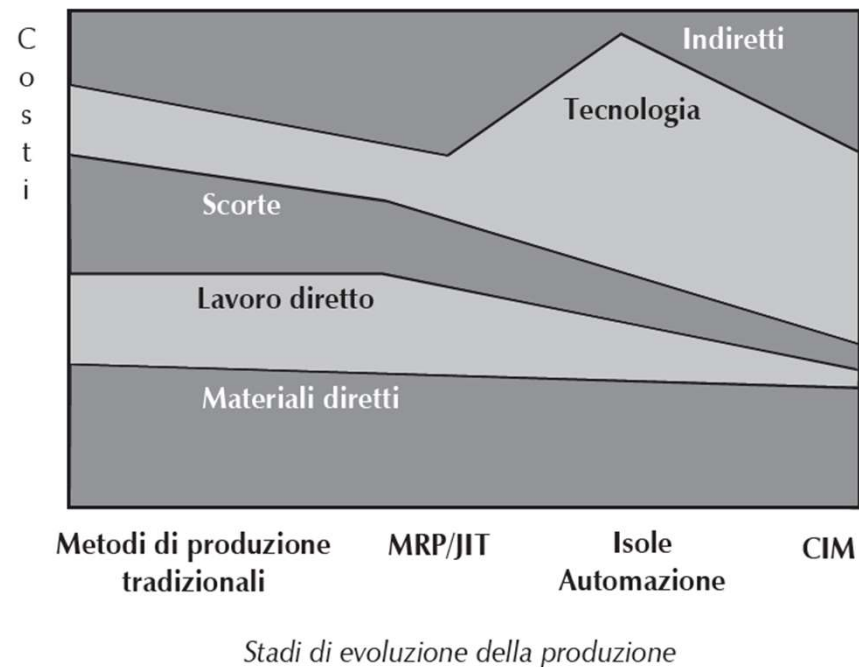 Costi
Indiretti
Tecnologia
Scorte
Lavoro diretto
Materiali diretti
Metodi di produzione
tradizionali
MRP/JIT
Isole
Automazione
CIM
Stadi di evoluzione della produzione